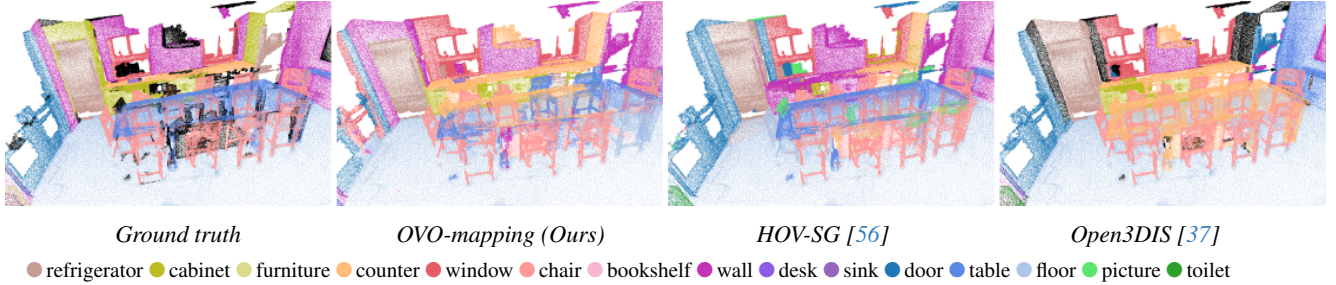 Ground truth OVO-mapping (Ours) HOV-SG [56] Open3DIS [37]
refrigerator cabinet furniture counter window chair bookshelf wall desk sink door table floor picture toilet